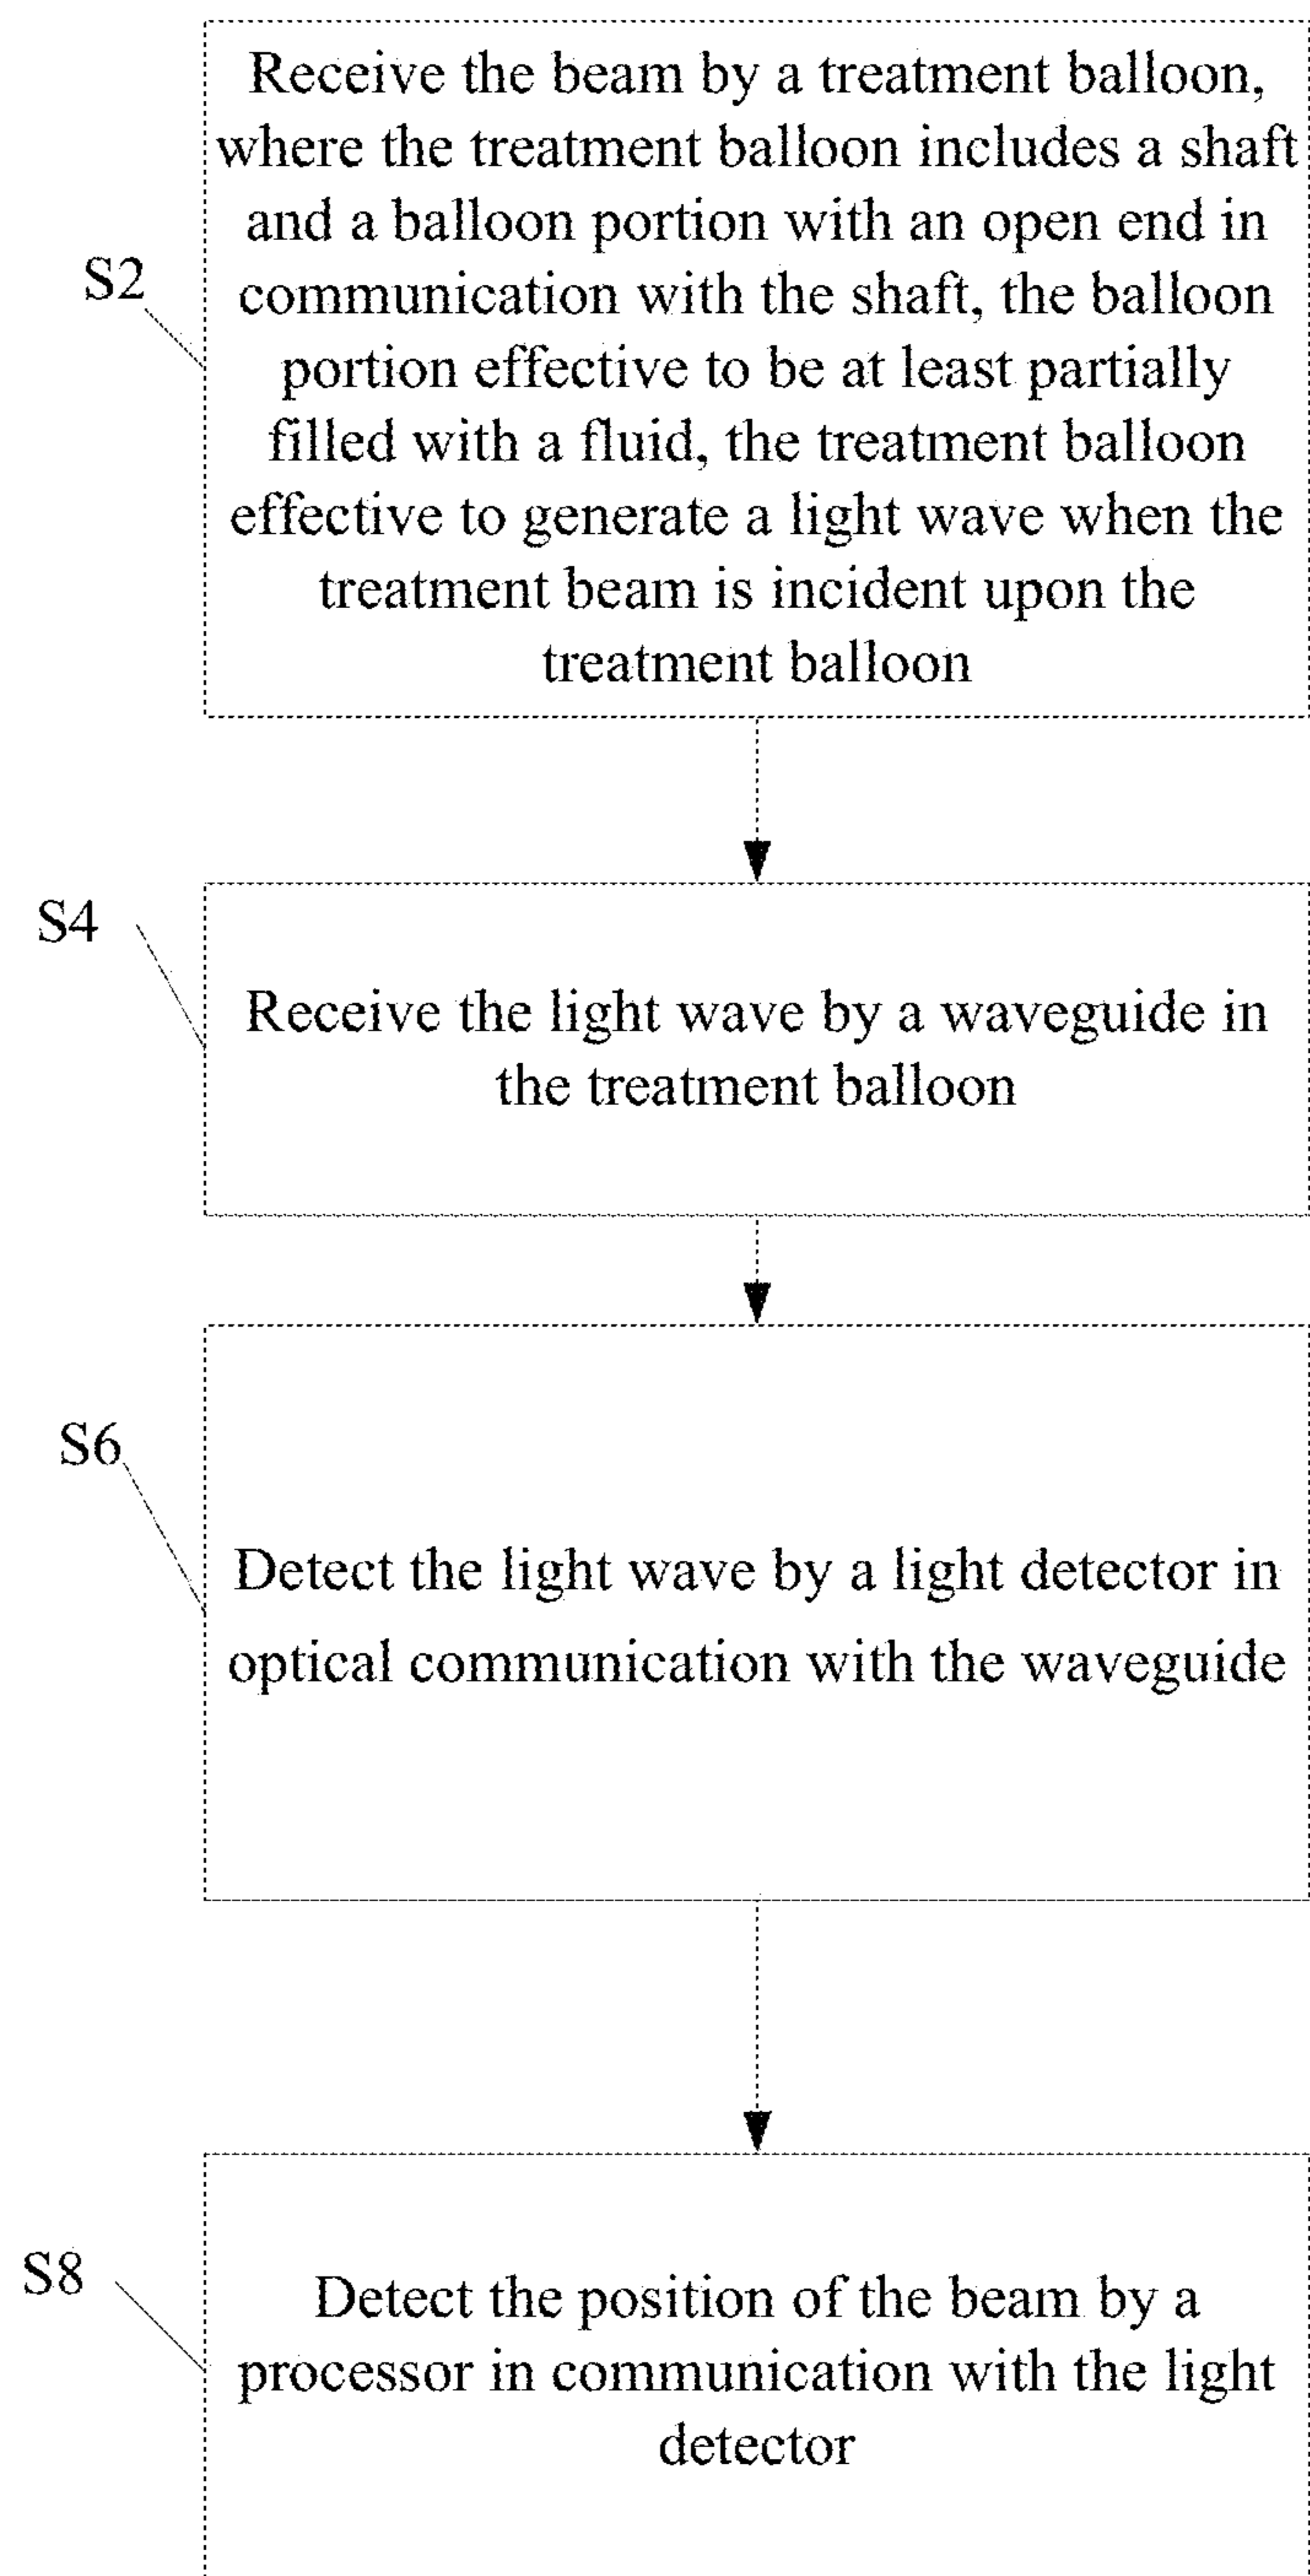 Receive the beam by a treatment balloon,
where the treatment balloon includes a shaft
and a balloon portion with an open end in
S2
communication with the shaft, the balloon
portion effective to be at least partially
filled with a fluid, the treatment balloon
effective to generate a light wave when the
treatment beam is incident upon the
treatment balloon
S4
Receive the light wave by a waveguide in
the treatment balloon
S6
Detect the light wave by a light detector in
optical communication with the waveguide
S8
Detect the position of the beam by a
processor in communication with the light
detector